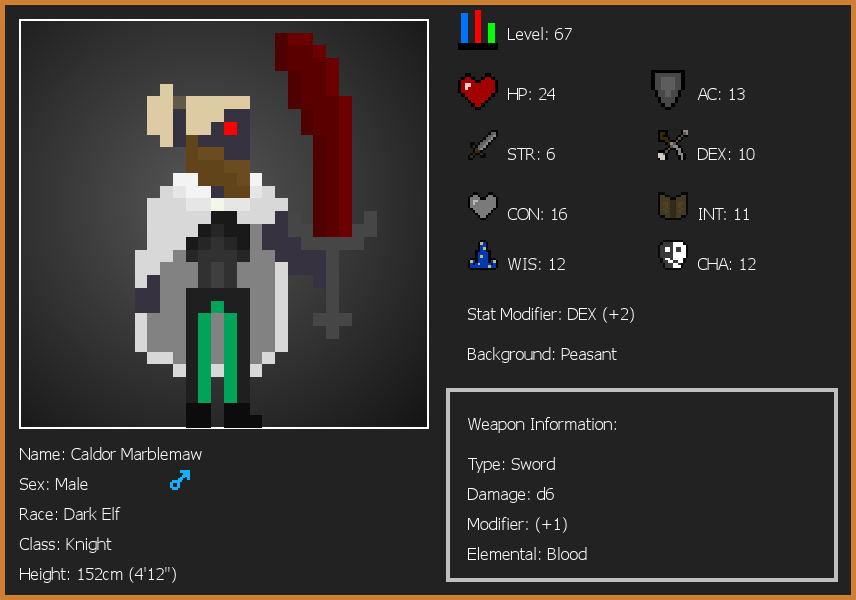 Level: 67
HP: 24
AC: 13
STR: 6
DEX: 10
CON: 16
INT: 11
WIS: 12
CHA: 12
Stat Modifier: DEX (+2)
Background: Peasant
Weapon Information:
Type: Sword
Damage: d6
Modifier: (+1)
Elemental: Blood
Name: Caldor Marblemaw
Sex: Male
Race: Dark Elf
Class: Knight
Height: 152cm (4'12")